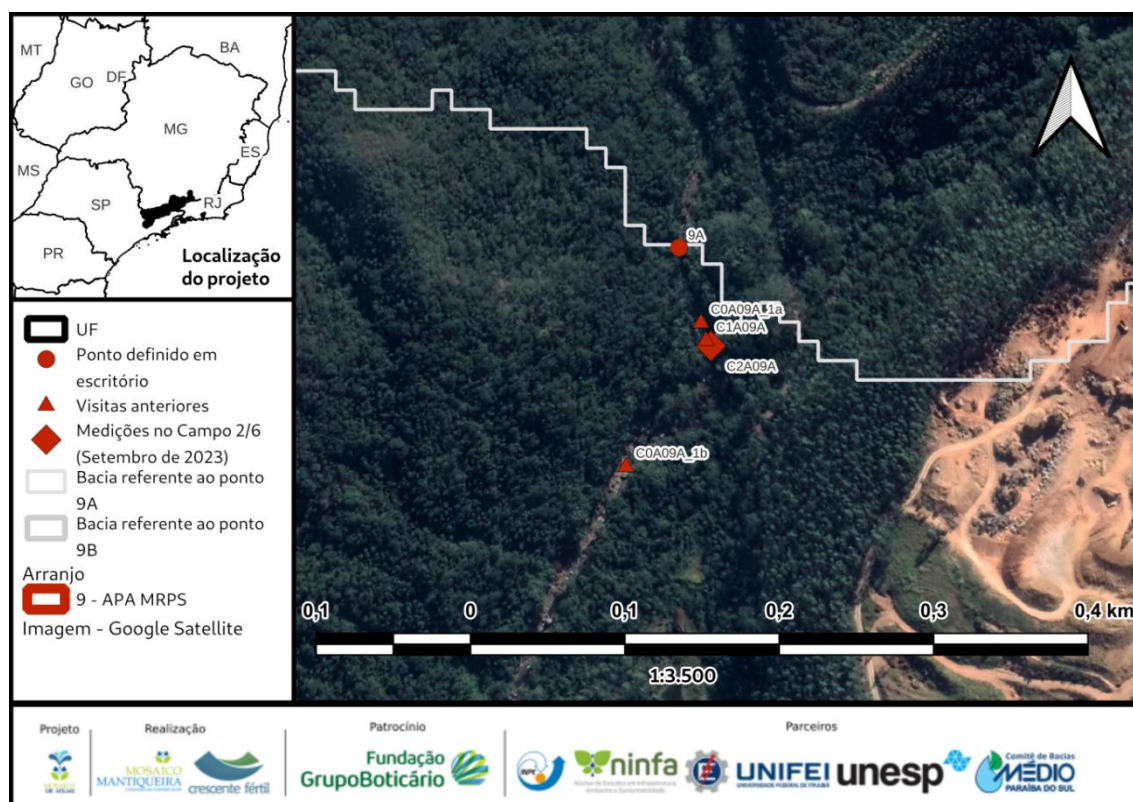 MT
BA
GO
DF
MG
ES
MS
SP
RJ
PR
Localização
do projeto
UF
Ponto definido em
escritório
Visitas anteriores
Medições no Campo 2/6
(Setembro de 2023)
Bacia referente ao ponto
9A
Bacia referente ao ponto
9B
Arranjo
9 - APA MRPS
Imagem - Google Satellite
9A
C0A09A_1a
C1A09A
C2A09A
C0A09A_1b
0,1 0 0,1 0,2 0,3 0,4 km
1:3.500
Projeto
Realização
Patrocínio
Parceiros
MOSAICO
MANTIQUEIRA
crescente fértil
Fundação
GrupoBoticário
ninfa
UNIFEI
unesp
Comitê de Bacias
MÉDIO
PARAÍBA DO SUL